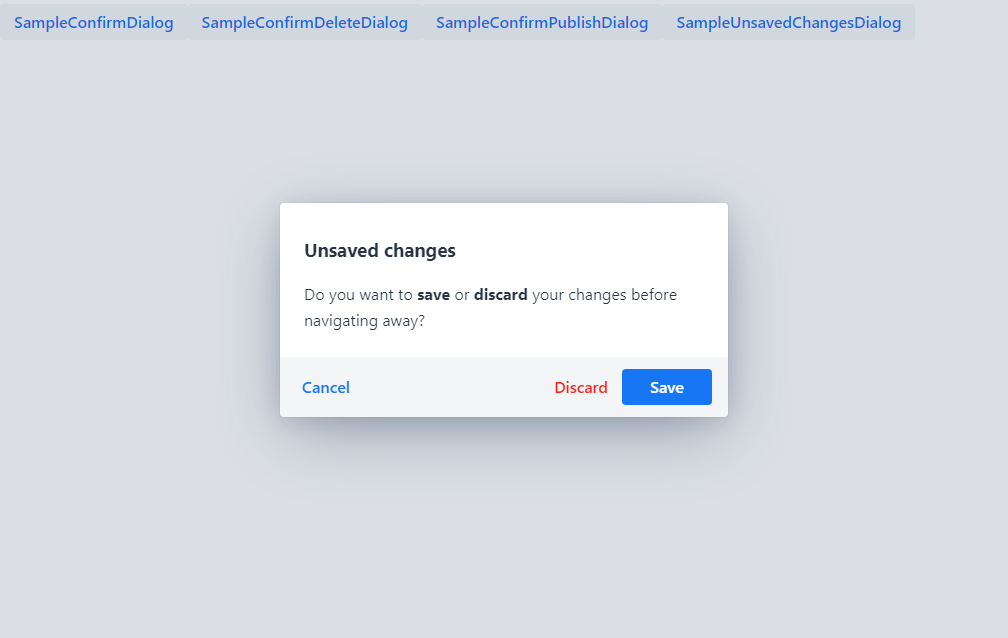 SampleConfirmDialog SampleConfirmDeleteDialog SampleConfirmPublishDialog SampleUnsavedChangesDialog
Unsaved changes
Do you want to save or discard your changes before
navigating away?
Cancel Discard Save